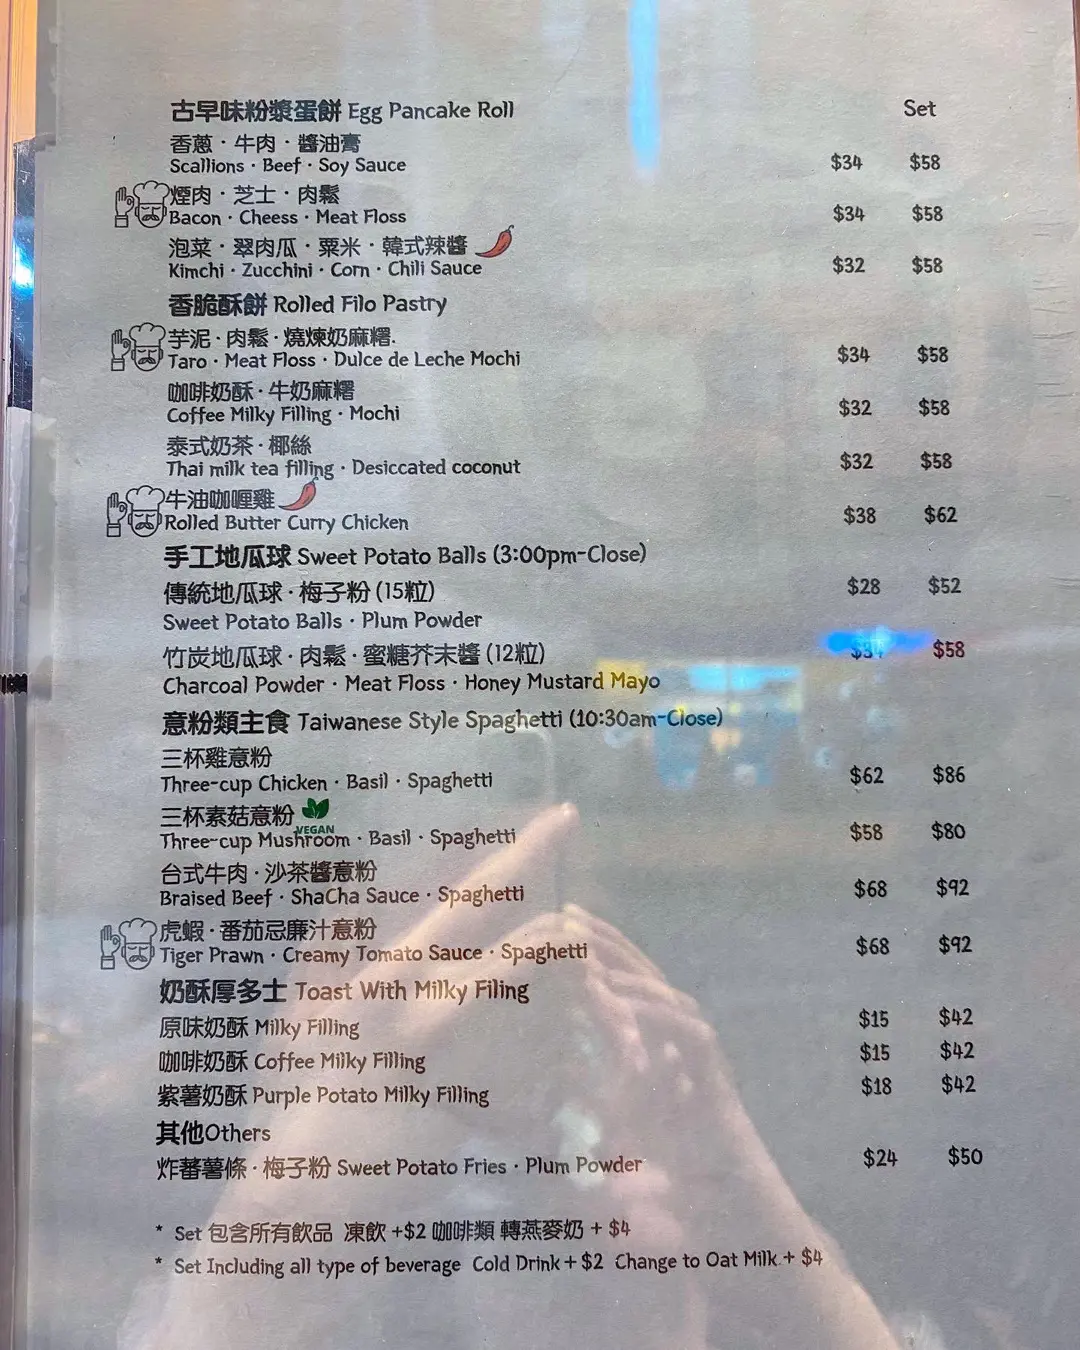 古早味粉漿蛋餅 Egg Pancake Roll Set
香蔥 · 牛肉 · 醬油膏
Scallions · Beef · Soy Sauce $34 $58
煙肉 · 芝士 · 肉鬆
Bacon · Cheess · Meat Floss $34 $58
泡菜 · 翠肉瓜 · 粟米 · 韓式辣醬
Kimchi · Zucchini · Corn · Chili Sauce $32 $58
香脆酥餅 Rolled Filo Pastry
芋泥 · 肉鬆 · 燒煉奶麻糬.
Taro · Meat Floss · Dulce de Leche Mochi $34 $58
咖啡奶酥 · 牛奶麻糬
Coffee Milky Filling · Mochi $32 $58
泰式奶茶 · 椰絲
Thai milk tea filling · Desiccated coconut $32 $58
牛油咖喱雞
Rolled Butter Curry Chicken $38 $62
手工地瓜球 Sweet Potato Balls (3:00pm-Close)
傳統地瓜球 · 梅子粉 (15粒) $28 $52
Sweet Potato Balls · Plum Powder
竹炭地瓜球 · 肉鬆 · 蜜糖芥末醬 (12粒) $34 $58
Charcoal Powder · Meat Floss · Honey Mustard Mayo
意粉類主食 Taiwanese Style Spaghetti (10:30am-Close)
三杯雞意粉
Three-cup Chicken · Basil · Spaghetti $62 $86
三杯素菇意粉 VEGAN
Three-cup Mushroom · Basil · Spaghetti $58 $80
台式牛肉 · 沙茶醬意粉
Braised Beef · ShaCha Sauce · Spaghetti $68 $92
虎蝦 · 番茄忌廉汁意粉
Tiger Prawn · Creamy Tomato Sauce · Spaghetti $68 $92
奶酥厚多士 Toast With Milky Filing
原味奶酥 Milky Filling $15 $42
咖啡奶酥 Coffee Milky Filling $15 $42
紫薯奶酥 Purple Potato Milky Filling $18 $42
其他Others
炸蕃薯條 · 梅子粉 Sweet Potato Fries · Plum Powder $24 $50
* Set 包含所有飲品 凍飲 +$2 咖啡類 轉燕麥奶 + $4
* Set Including all type of beverage Cold Drink + $2 Change to Oat Milk + $4